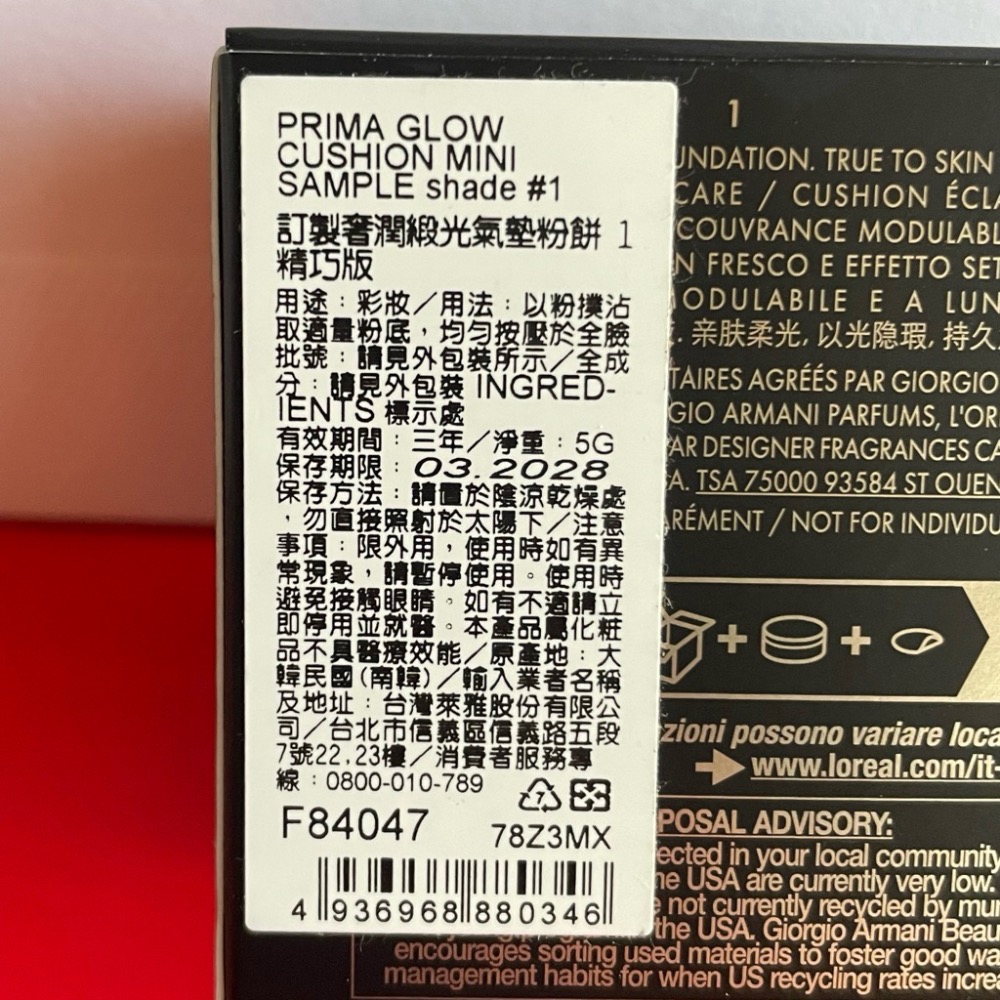 PRIMA GLOW
CUSHION MINI
SAMPLE shade #1
訂製奢潤緞光氣墊粉餅 1
精巧版
用途：彩妝／用法：以粉撲沾
取適量粉底，均勻按壓於全臉
批號：請見外包裝所示／全成
分：請見外包裝 INGRED-
IENTS 標示處
有效期間：三年／淨重：5G
保存期限：03.2028
保存方法：請置於陰涼乾燥處
，勿直接照射於太陽下／注意
事項：限外用，使用時如有異
常現象，請暫停使用。使用時
避免接觸眼睛。如有不適請立
即停用並就醫。本產品屬化粧
品不具醫療效能／原產地：大
韓民國(南韓)／輸入業者名稱
及地址：台灣萊雅股份有限公
司／台北市信義區信義路五段
7號22.23樓／消費者服務專
線：0800-010-789
7
F84047
78Z3MX
4 936968 880346
1
UNDATION. TRUE TO SKIN
CARE / CUSHION ÉCLA
COUVRANCE MODULABL
N FRESCO E EFFETTO SET
MODULABILE E A LUN
. 亲肤柔光, 以光隐瑕, 持久
TAIRES AGRÉÉS PAR GIORGIO
GIO ARMANI PARFUMS, L'OR
PAR DESIGNER FRAGRANCES CA
A. TSA 75000 93584 ST OUEN
RÉMENT / NOT FOR INDIVIDU
+ +
zioni possono variare loca
www.loreal.com/it-
POSAL ADVISORY:
ected in your local community
he USA are currently very low.
not currently recycled by mun
the USA. Giorgio Armani Beau
encourages sorting used materials to foster good wa
management habits for when US recycling rates increa